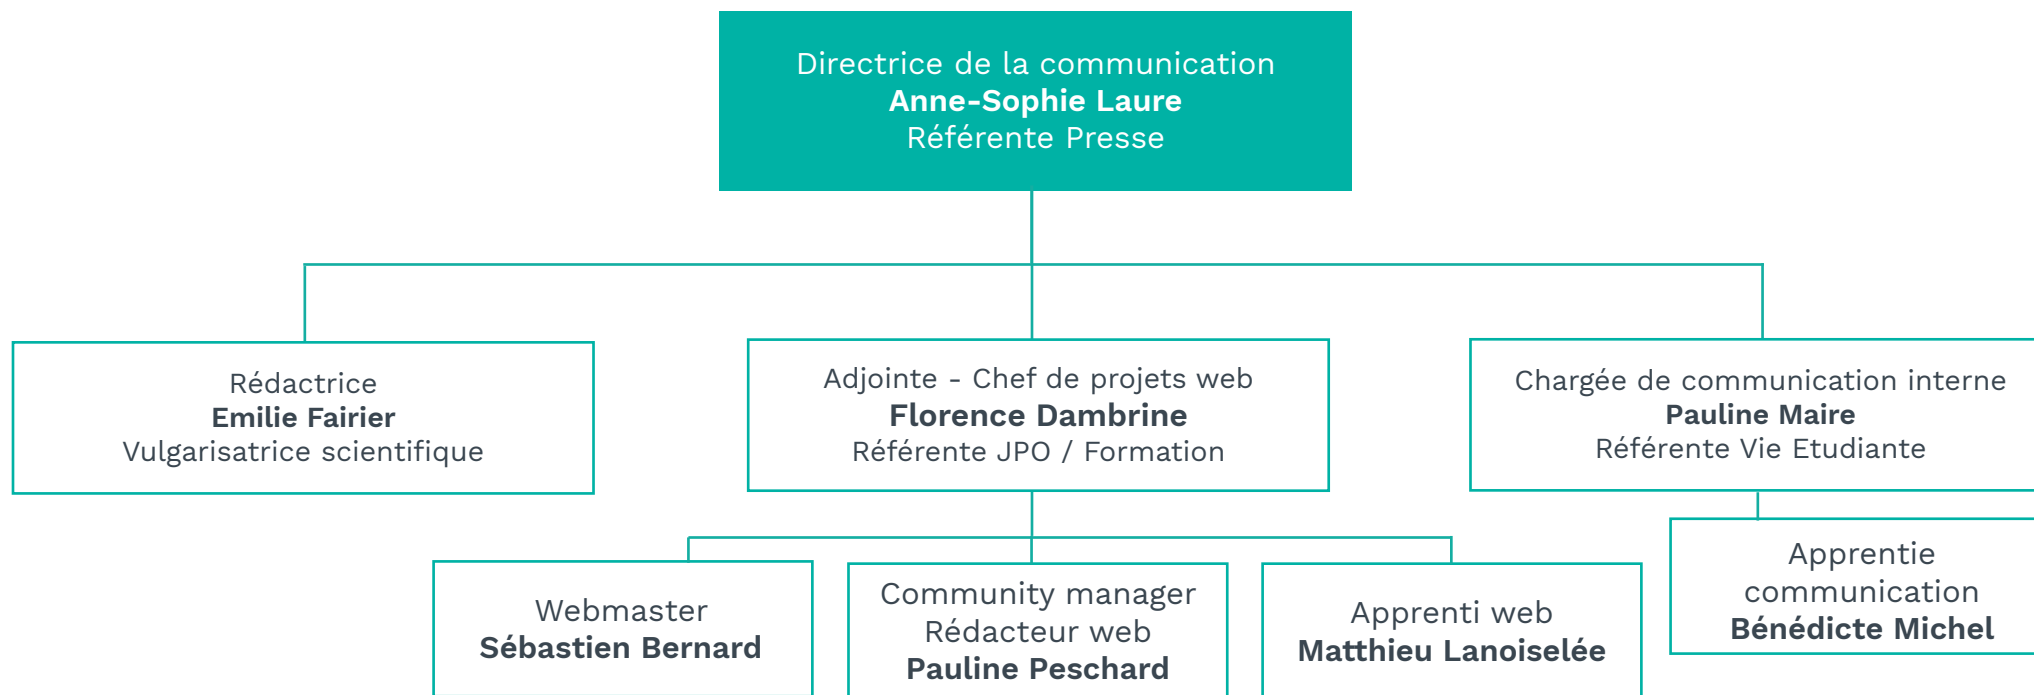 Directrice de la communication
Anne-Sophie Laure
Référente Presse
Rédactrice
Emilie Fairier
Vulgarisatrice scientifique
Adjointe - Chef de projets web
Florence Dambrine
Référente JPO / Formation
Chargée de communication interne
Pauline Maire
Référente Vie Etudiante
Webmaster
Sébastien Bernard
Community manager
Rédacteur web
Pauline Peschard
Apprenti web
Matthieu Lanoiselée
Apprentie
communication
Bénédicte Michel